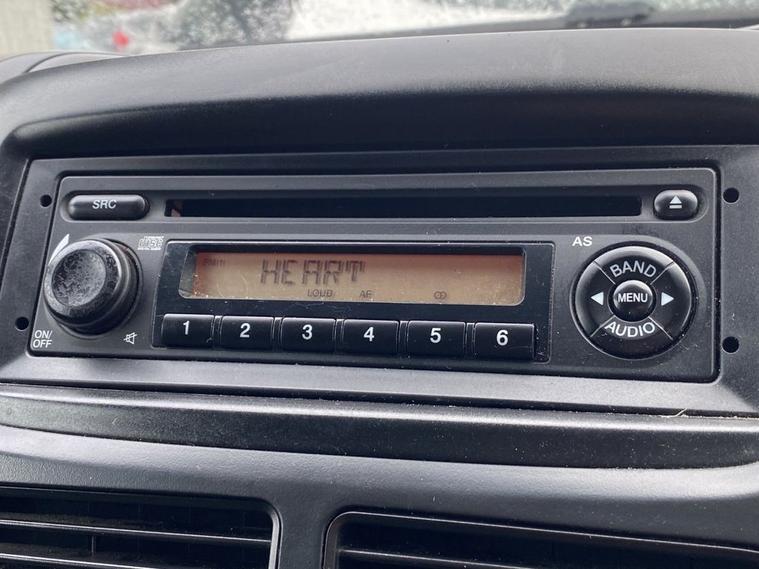 SRC
AS
HEART
LOUD AF
BAND
MENU
AUDIO
1 2 3 4 5 6
ON/
OFF